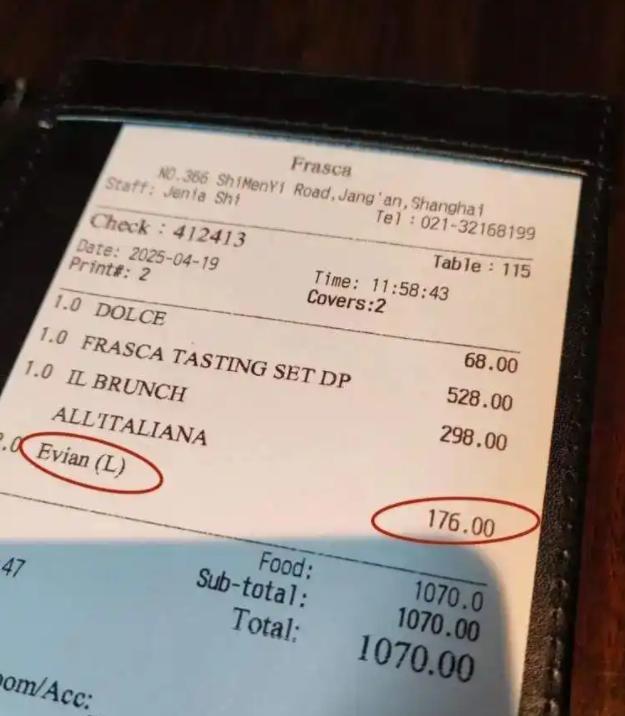 Frasca
NO.366 ShiMenYi Road,Jang'an,Shanghai
Staff: Jenia Shi
Tel : 021-32168199
Check : 412413
Table : 115
Date: 2025-04-19
Time: 11:58:43
Print#: 2
Covers:2
1.0 DOLCE 68.00
1.0 FRASCA TASTING SET DP 528.00
1.0 IL BRUNCH 298.00
ALL'ITALIANA
.0 Evian (L) 176.00
Food: 1070.0
47
Sub-total: 1070.00
Total: 1070.00
oom/Acc: